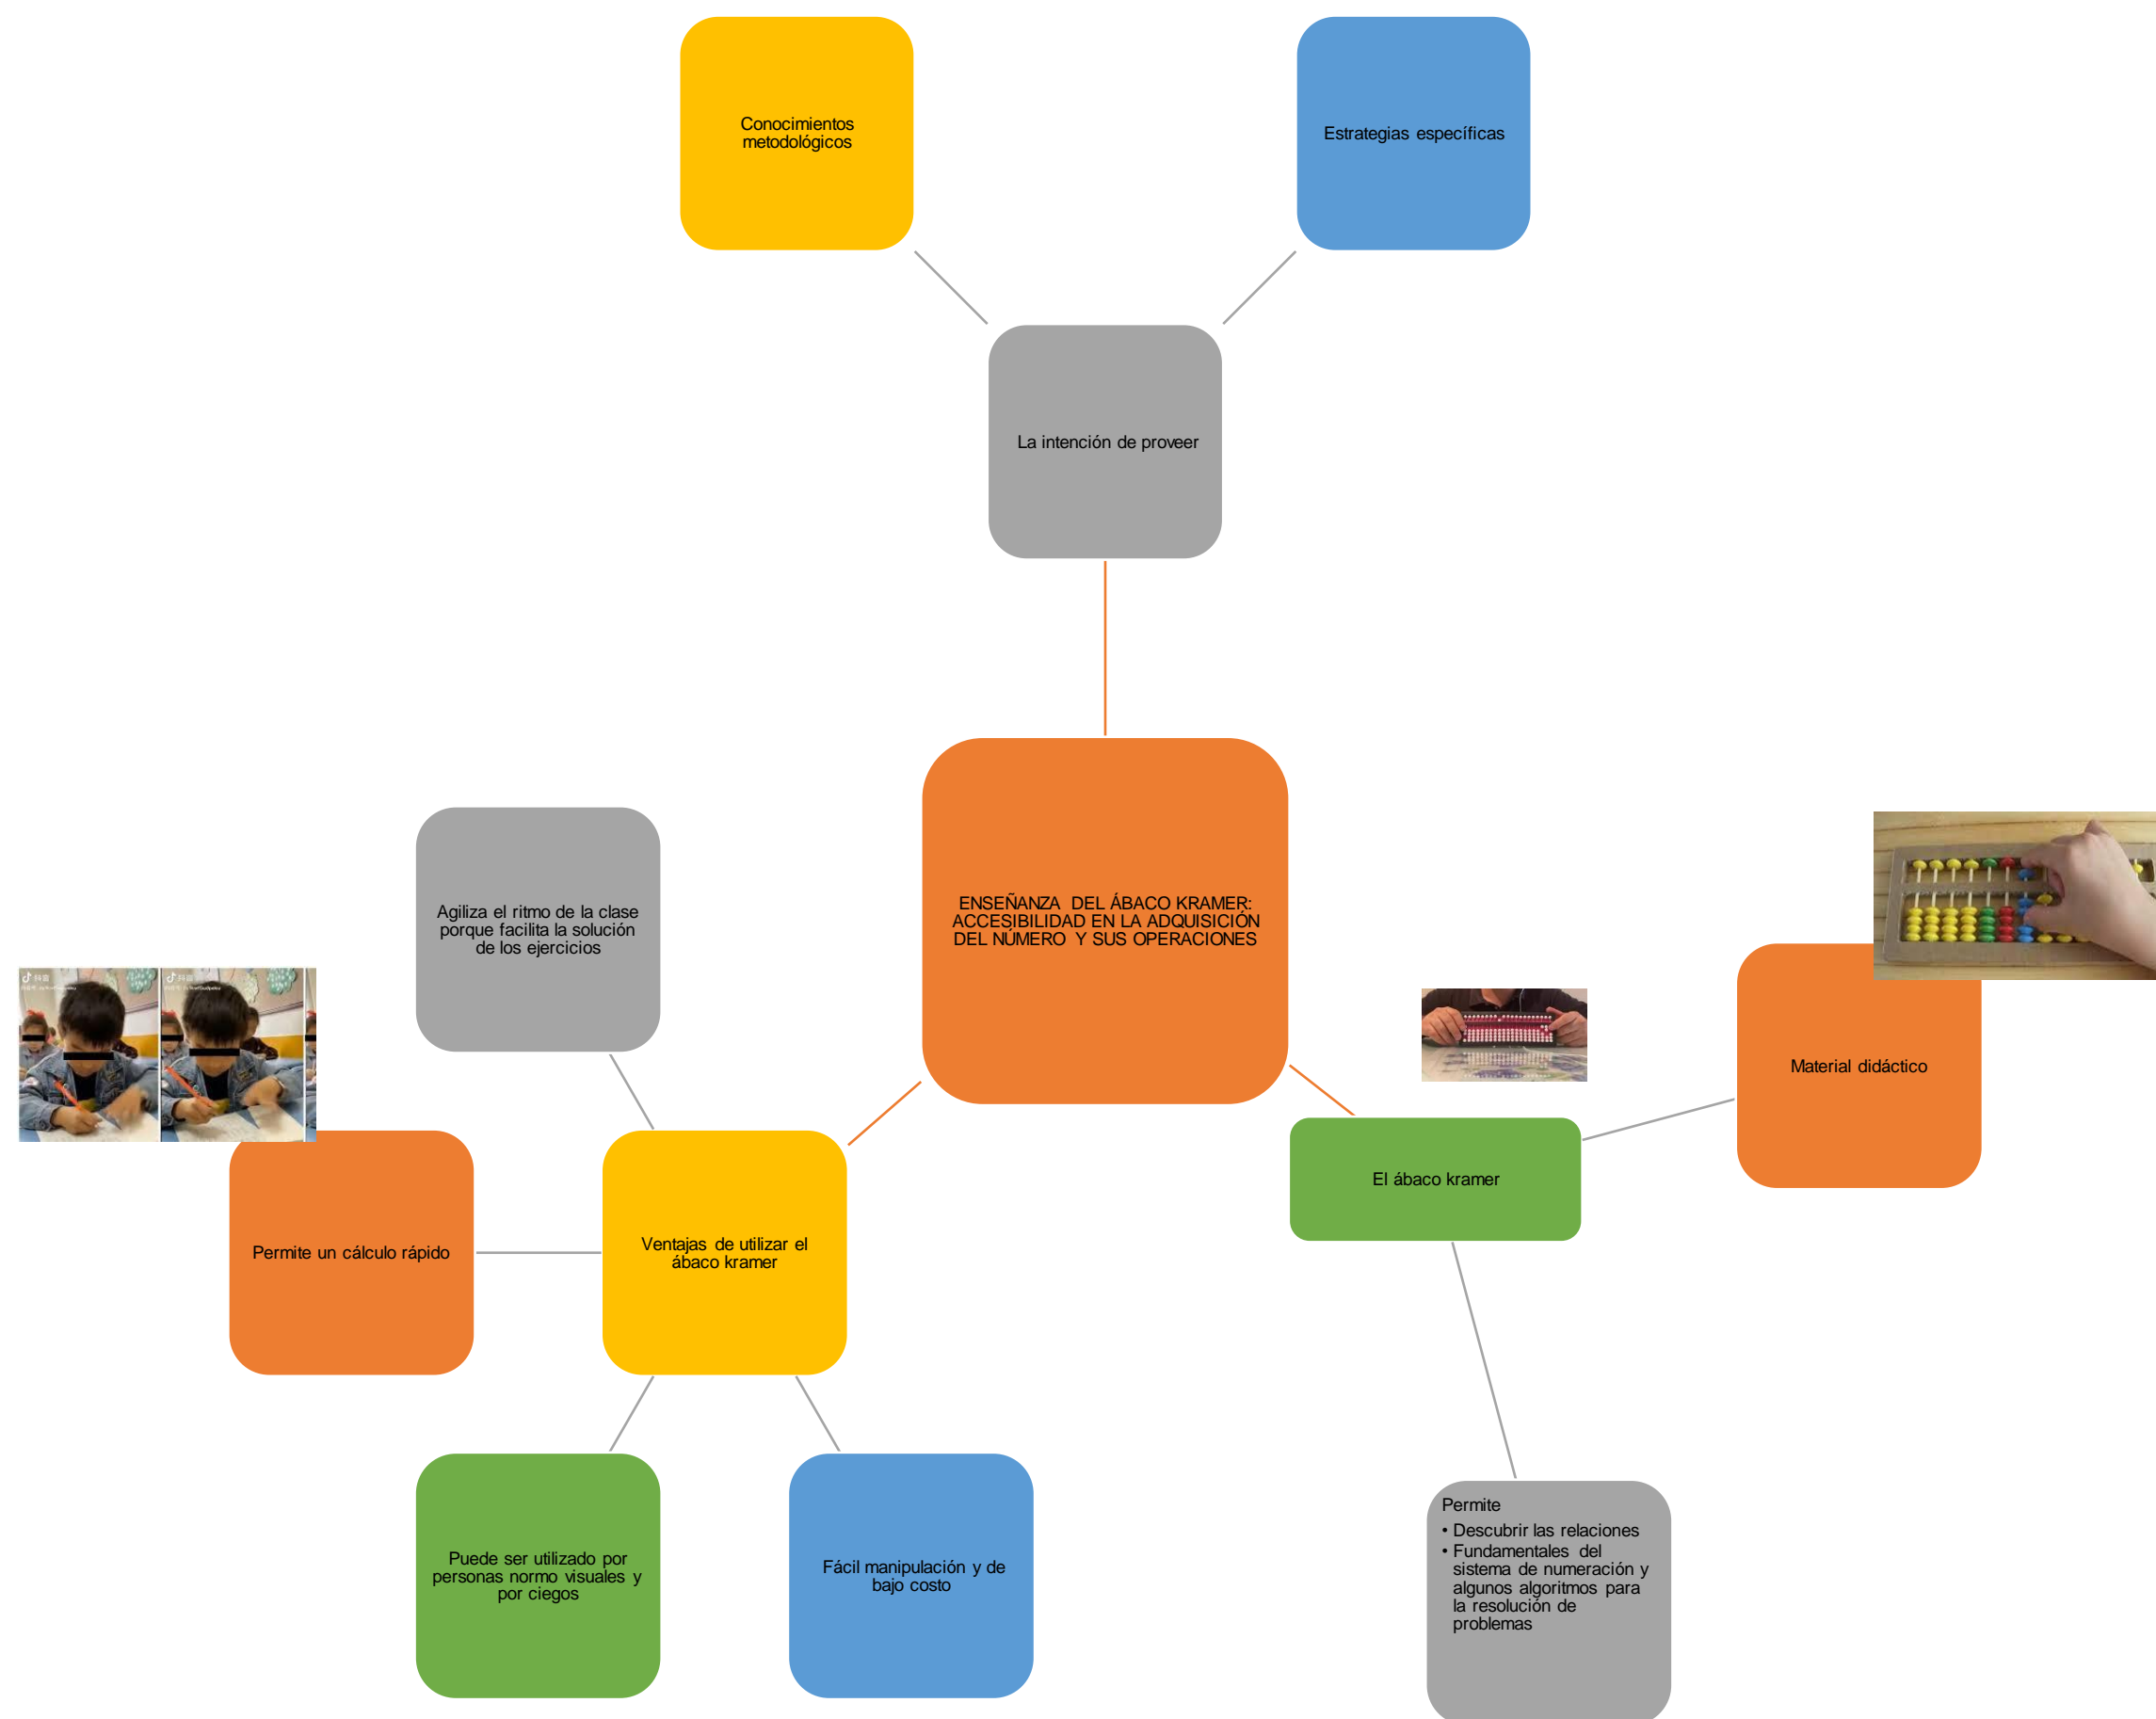 Conocimientos
metodológicos
Estrategias específicas
La intención de proveer
ENSEÑANZA DEL ÁBACO KRAMER:
ACCESIBILIDAD EN LA ADQUISICIÓN
DEL NÚMERO Y SUS OPERACIONES
Agiliza el ritmo de la clase
porque facilita la solución
de los ejercicios
Material didáctico
El ábaco kramer
Permite un cálculo rápido
Ventajas de utilizar el
ábaco kramer
Puede ser utilizado por
personas normo visuales y
por ciegos
Fácil manipulación y de
bajo costo
Permite
• Descubrir las relaciones
• Fundamentales del
sistema de numeración y
algunos algoritmos para
la resolución de
problemas